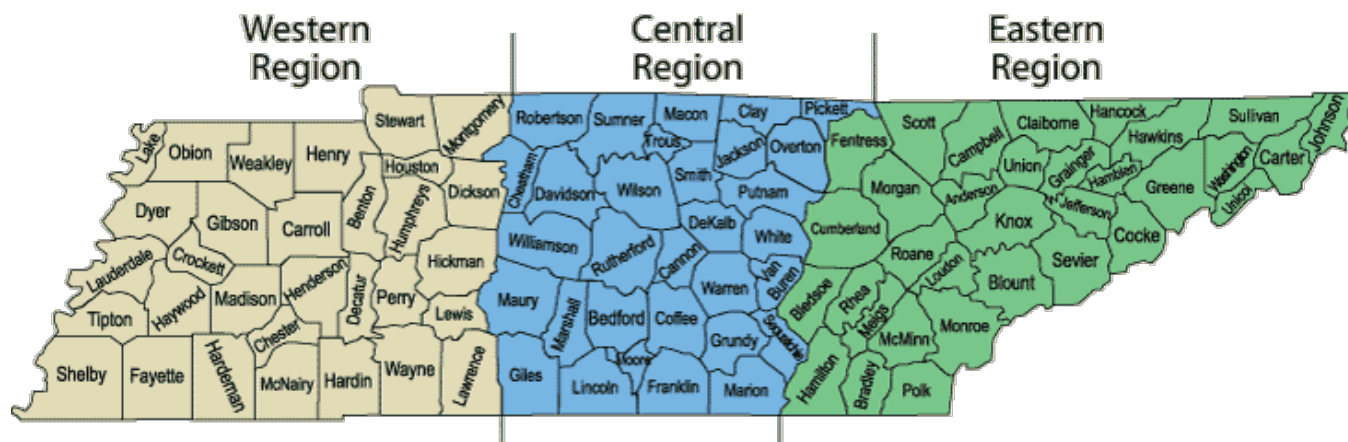 Western
Region
Central
Region
Eastern
Region
Lake
Obion
Weakley
Henry
Stewart
Montgomery
Houston
Dickson
Humphreys
Benton
Dyer
Gibson
Carroll
Crockett
Lauderdale
Haywood
Madison
Henderson
Decatur
Perry
Hickman
Lewis
Tipton
Chester
Shelby
Fayette
Hardeman
McNairy
Hardin
Wayne
Lawrence
Robertson
Sumner
Macon
Trous
Clay
Pickett
Jackson
Overton
Cheatham
Davidson
Wilson
Smith
Putnam
DeKalb
White
Williamson
Rutherford
Cannon
Van
Buren
Warren
Maury
Marshall
Bedford
Coffee
Grundy
Sequatchie
Moore
Giles
Lincoln
Franklin
Marion
Fentress
Scott
Campbell
Claiborne
Hancock
Hawkins
Sullivan
Johnson
Carter
Washington
Unicoi
Greene
Hamblen
Grainger
Union
Anderson
Morgan
Cumberland
Roane
Knox
Jefferson
Cocke
Sevier
Blount
Loudon
Monroe
McMinn
Meigs
Rhea
Bledsoe
Hamilton
Bradley
Polk